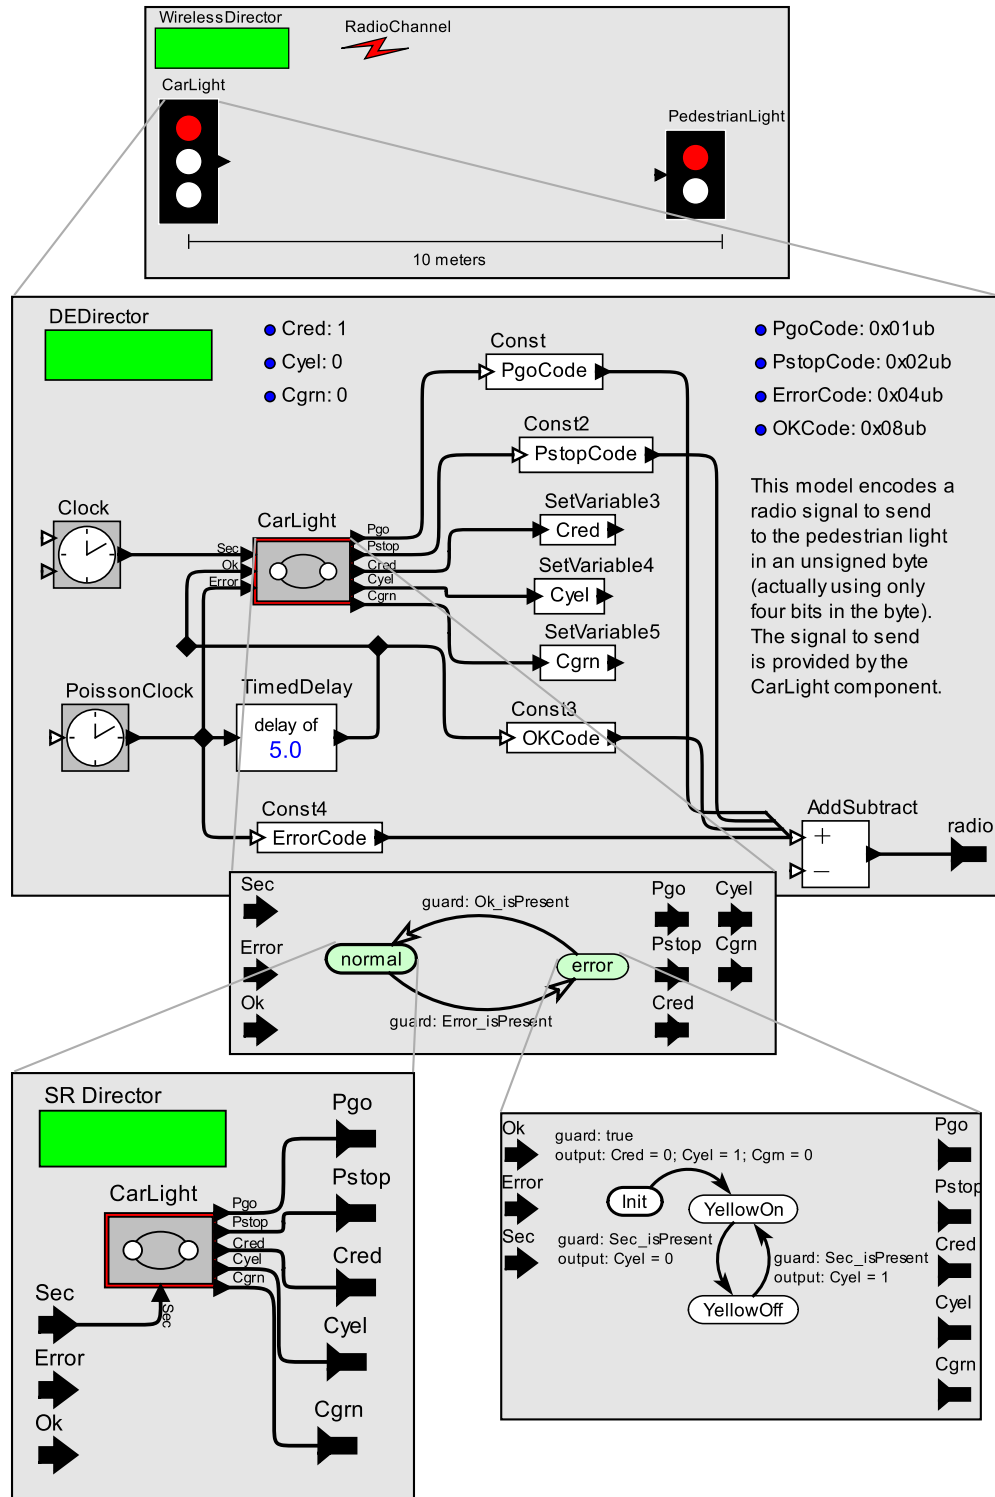 WirelessDirector
RadioChannel
CarLight
PedestrianLight
10 meters
DEDirector
Cred: 1
Cyel: 0
Cgrn: 0
Const
PgoCode
PgoCode: 0x01ub
PstopCode: 0x02ub
ErrorCode: 0x04ub
OKCode: 0x08ub
Const2
PstopCode
This model encodes a
radio signal to send
to the pedestrian light
in an unsigned byte
(actually using only
four bits in the byte).
The signal to send
is provided by the
CarLight component.
Clock
CarLight
Sec
Ok
Error
Pgo
Pstop
Cred
Cyel
Cgrn
SetVariable3
Cred
SetVariable4
Cyel
SetVariable5
Cgrn
PoissonClock
TimedDelay
delay of
5.0
Const3
OKCode
Const4
ErrorCode
AddSubtract
+
–
radio
Sec
Error
Ok
guard: Ok_isPresent
normal
error
guard: Error_isPresent
Pgo
Cyel
Pstop
Cgrn
Cred
SR Director
CarLight
Pgo
Pstop
Cred
Cyel
Cgrn
Sec
Sec
Error
Ok
Pgo
Pstop
Cred
Cyel
Cgrn
Ok
Error
Sec
guard: true
output: Cred = 0; Cyel = 1; Cgrn = 0
Init
YellowOn
guard: Sec_isPresent
output: Cyel = 0
guard: Sec_isPresent
output: Cyel = 1
YellowOff
Pgo
Pstop
Cred
Cyel
Cgrn